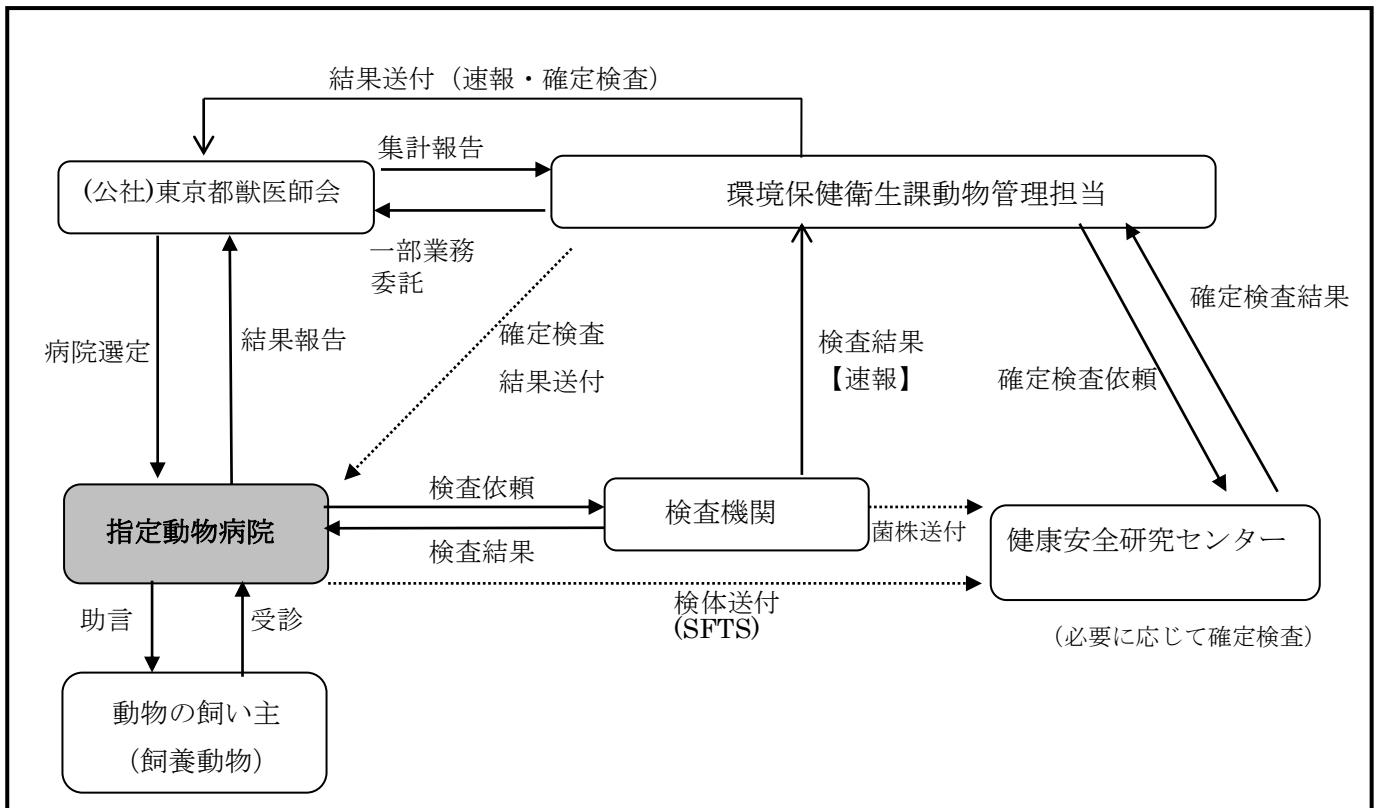 結果送付（速報・確定検査）
集計報告
(公社)東京都獣医師会
環境保健衛生課動物管理担当
一部業務
委託
病院選定
結果報告
確定検査
結果送付
検査結果
【速報】
確定検査依頼
確定検査結果
検査依頼
指定動物病院
検査機関
検査結果
菌株送付
健康安全研究センター
検体送付
(SFTS)
（必要に応じて確定検査）
助言
受診
動物の飼い主
（飼養動物）